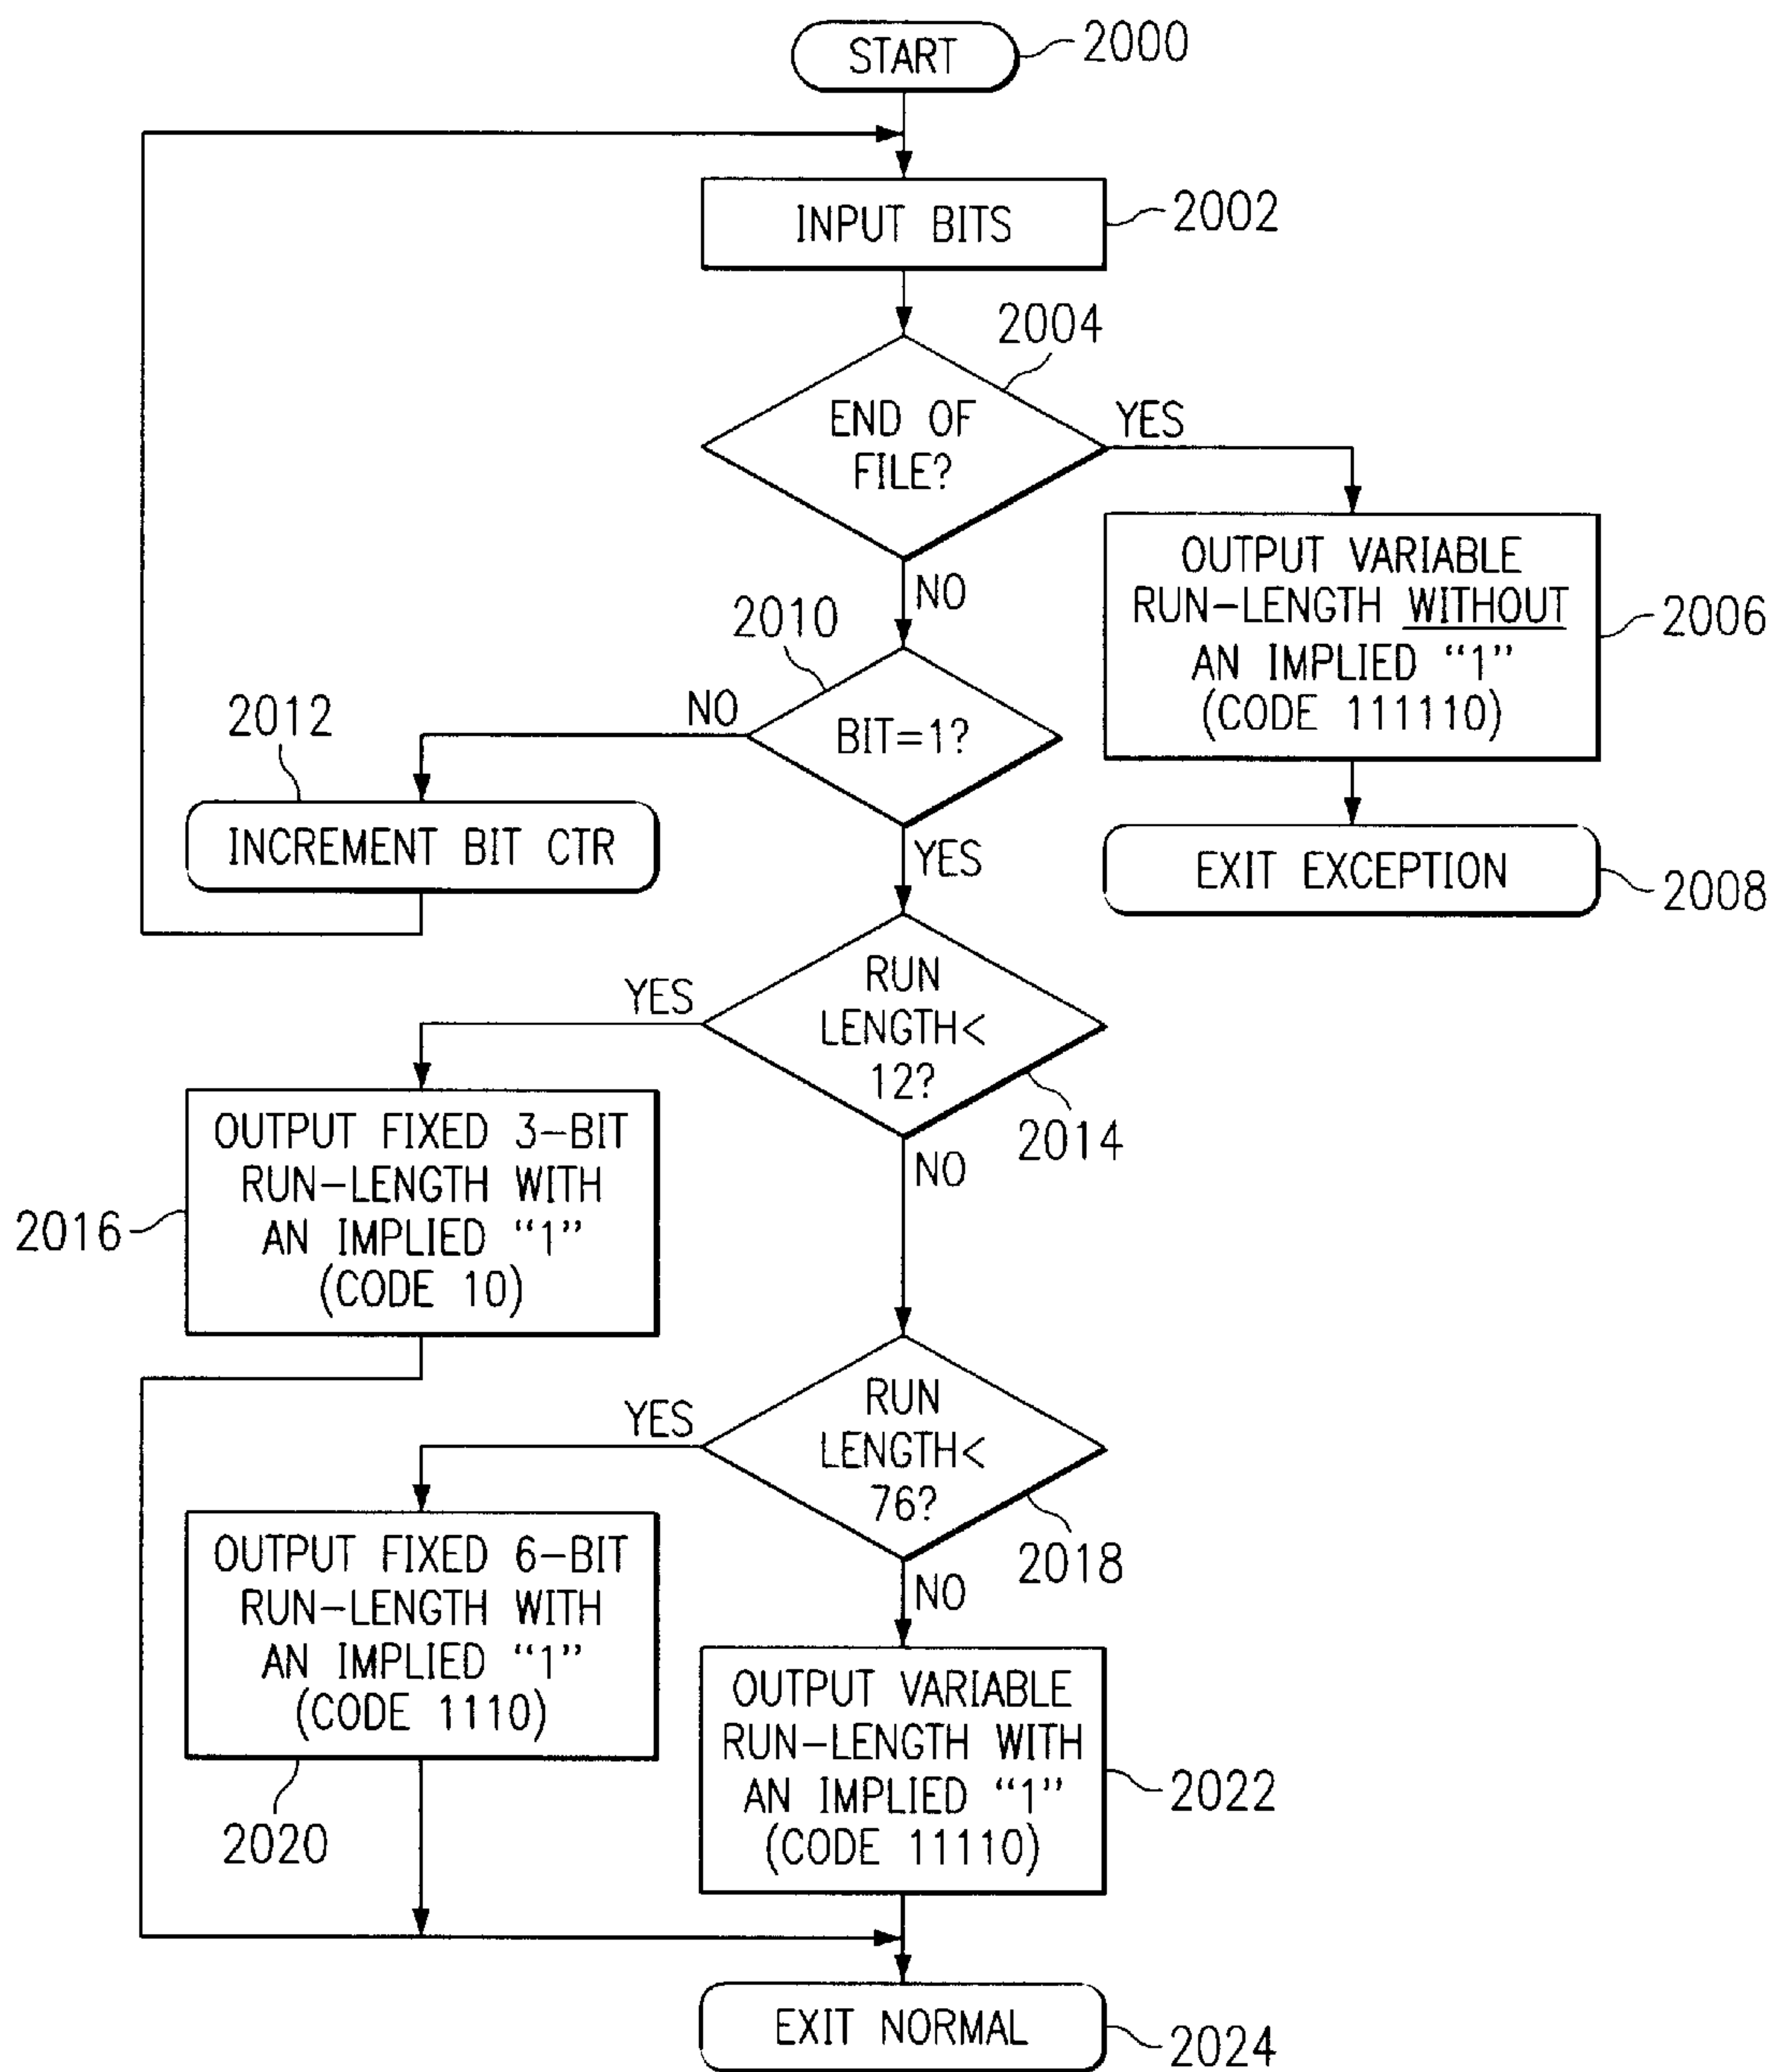 START
2000
INPUT BITS
2002
2004
END OF
FILE?
YES
NO
OUTPUT VARIABLE
RUN-LENGTH WITHOUT
AN IMPLIED “1”
(CODE 111110)
2006
EXIT EXCEPTION
2008
2010
BIT=1?
NO
2012
INCREMENT BIT CTR
YES
RUN
LENGTH<
12?
2014
YES
OUTPUT FIXED 3-BIT
RUN-LENGTH WITH
AN IMPLIED “1”
(CODE 10)
2016
NO
RUN
LENGTH<
76?
2018
YES
OUTPUT FIXED 6-BIT
RUN-LENGTH WITH
AN IMPLIED “1”
(CODE 1110)
2020
NO
OUTPUT VARIABLE
RUN-LENGTH WITH
AN IMPLIED “1”
(CODE 11110)
2022
EXIT NORMAL
2024